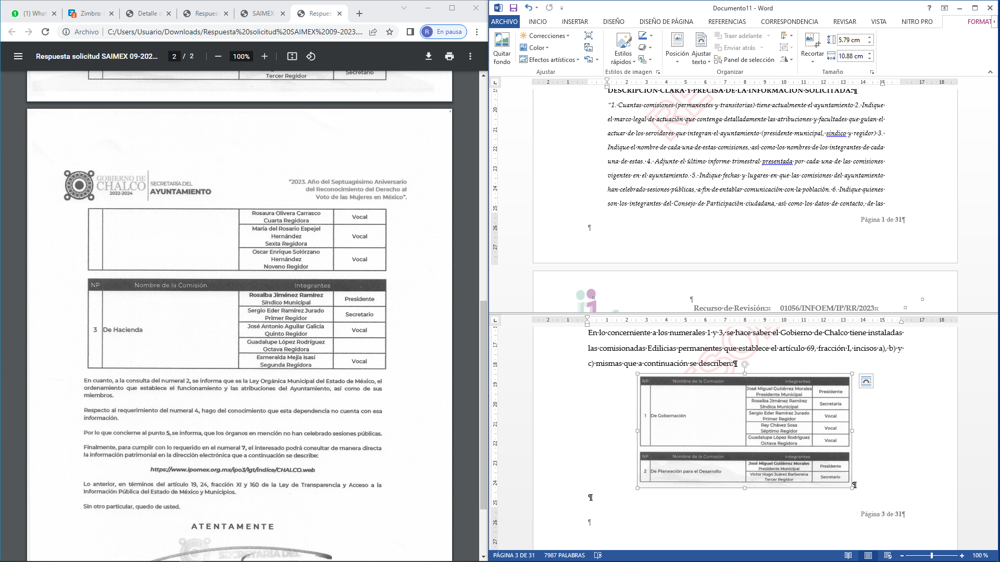 (1) What
Zimbra:
Detalle d
Respues
SAIMEX
Respues
Archivo
C:/Users/Usuario/Downloads/Respuesta%20solicitud%20SAIMEX%2009-2023....
R
En pausa
Respuesta solicitud SAIMEX 09-202...
2 / 2
100%
Tercer Regidor
Secretario
GOBIERNO DE
CHALCO
2022-2024
SECRETARÍA DEL
AYUNTAMIENTO
"2023. Año del Septuagésimo Aniversario
del Reconocimiento del Derecho al
Voto de las Mujeres en México".
Rosaura Olivera Carrasco
Cuarta Regidora
Vocal
María del Rosario Espejel
Hernández
Sexta Regidora
Vocal
Oscar Enrique Solórzano
Hernández
Noveno Regidor
Vocal
NP Nombre de la Comisión Integrantes
3 De Hacienda
Rosalba Jiménez Ramírez
Síndico Municipal
Presidente
Sergio Eder Ramírez Jurado
Primer Regidor
Secretario
José Antonio Aguilar Galicia
Quinto Regidor
Vocal
Guadalupe López Rodríguez
Octava Regidora
Esmeralda Mejía Isasi
Segunda Regidora
Vocal
En cuanto, a la consulta del numeral 2, se informa que es la Ley Orgánica Municipal del Estado de México, el
ordenamiento que establece el funcionamiento y las atribuciones del Ayuntamiento, así como de sus
miembros.
Respecto al requerimiento del numeral 4, hago del conocimiento que esta dependencia no cuenta con esa
información.
Por lo que concierne al punto 5, se informa, que los órganos en mención no han celebrado sesiones públicas.
Finalmente, para cumplir con lo requerido en el numeral 7, el interesado podrá consultar de manera directa
la información patrimonial en la dirección electrónica que a continuación se describe:
https://www.ipomex.org.mx/ipo3/lgt/indice/CHALCO.web
Lo anterior, en términos del artículo 19, 24, fracción XI y 160 de la Ley de Transparencia y Acceso a la
Información Pública del Estado de México y Municipios.
Sin otro particular, quedo de usted.
ATENTAMENTE
SECRETARÍA DEL
Documento11 - Word
ARCHIVO INICIO INSERTAR DISEÑO DISEÑO DE PÁGINA REFERENCIAS CORRESPONDENCIA REVISAR VISTA NITRO PRO FORMAT
Quitar
fondo
Correcciones
Color
Efectos artísticos
Ajustar
Estilos
rápidos
Estilos de imagen
Posición
Ajustar
texto
Traer adelante
Enviar atrás
Panel de selección
Organizar
Recortar
5.79 cm
10.88 cm
Tamaño
DESCRIPCIÓN·CLARA·Y·PRECISA·DE·LA·INFORMACIÓN·SOLICITADA:¶
"1.·Cuantas·comisiones·(permanentes·y·transitorias)·tiene·actualmente·el·ayuntamiento·2.·Indique·
el·marco·legal·de·actuación·que·contenga·detalladamente·las·atribuciones·y·facultades·que·guían·el·
actuar·de·los·servidores·que·integran·el·ayuntamiento·(presidente·municipal,·sindico·y·regidor)·3.·
Indique·el·nombre·de·cada·una·de·estas·comisiones,·así·como·los·nombres·de·los·integrantes·de·cada·
una·de·estas.·4.·Adjunte·el·último·informe·trimestral·presentada·por·cada·una·de·las·comisiones·
vigentes·en·el·ayuntamiento.·5.·Indique·fechas·y·lugares·en·que·las·comisiones·del·ayuntamiento·
han·celebrado·sesiones·públicas,·a·fin·de·entablar·comunicación·con·la·población.·6.·Indique·quienes·
son·los·integrantes·del·Consejo·de·Participación·ciudadana,·así·como·los·datos·de·contacto,·de·las·
Página·1·de·31¶
¶
¶
Recurso·de·Revisión:¤ 01056/INFOEM/IP/RR/2023¤
En·lo·concerniente·a·los·numerales·1·y·3,·se·hace·saber·el·Gobierno·de·Chalco·tiene·instaladas·
las·comisionadas·Edilicias·permanentes·que·establece·el·artículo·69,·fracción·I,·incisos·a),·b)·y·
c)·mismas·que·a·continuación·se·describen:¶
NP Nombre de la Comisión Integrantes
1 De Gobernación
José Miguel Gutiérrez Morales
Presidente Municipal
Presidente
Rosalba Jiménez Ramírez
Síndica Municipal
Secretaria
Sergio Eder Ramírez Jurado
Primer Regidor
Vocal
Rey Chávez Sosa
Séptimo Regidor
Vocal
Guadalupe López Rodríguez
Octava Regidora
Vocal
NP Nombre de la Comisión Integrantes
2 De Planeación para el Desarrollo
José Miguel Gutiérrez Morales
Presidente Municipal
Presidente
Víctor Hugo Juárez Barberena
Tercer Regidor
Secretario
¶
¶
Página·3·de·31¶
¶
PÁGINA 3 DE 31
7987 PALABRAS
100 %